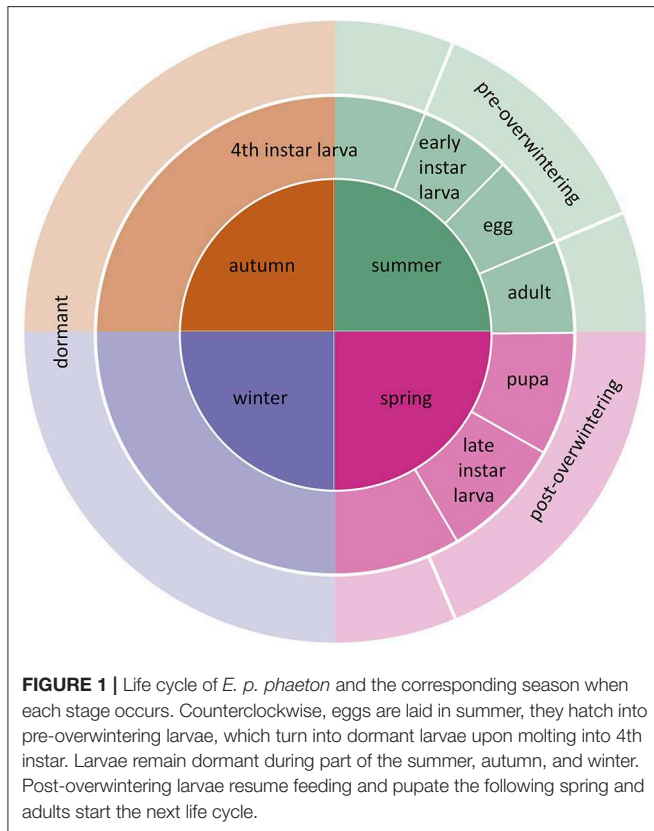 pre-overwintering
4th instar larva
early
instar
larva
egg
autumn
summer
adult
dormant
winter
spring
pupa
late
instar
larva
post-overwintering
FIGURE 1 | Life cycle of E. p. phaeton and the corresponding season when
each stage occurs. Counterclockwise, eggs are laid in summer, they hatch into
pre-overwintering larvae, which turn into dormant larvae upon molting into 4th
instar. Larvae remain dormant during part of the summer, autumn, and winter.
Post-overwintering larvae resume feeding and pupate the following spring and
adults start the next life cycle.